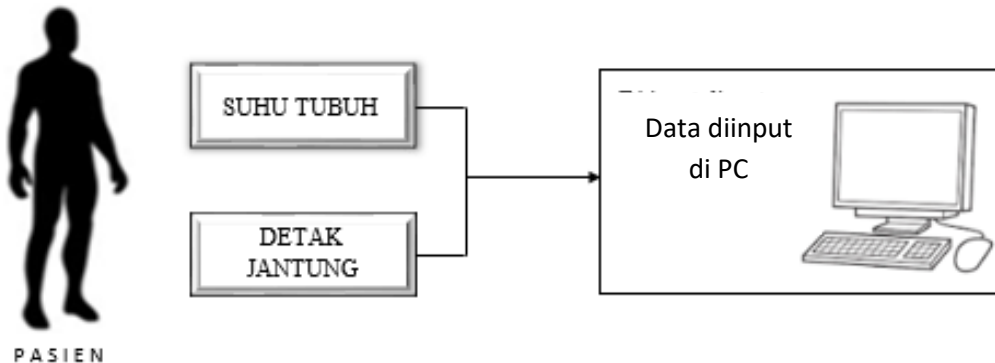 SUHU TUBUH
Data diinput
di PC
DETAK
JANTUNG
PASIEN